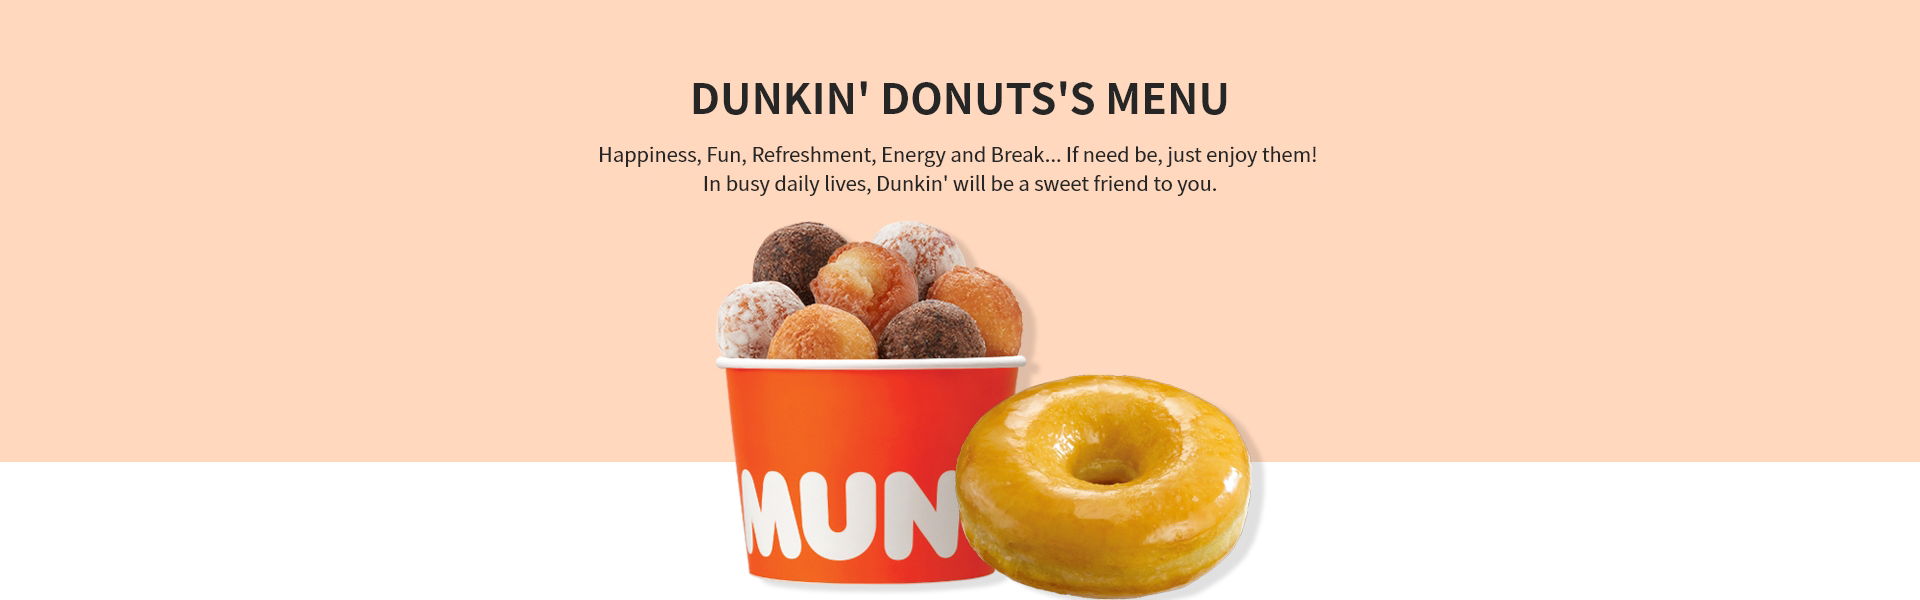 DUNKIN' DONUTS'S MENU
Happiness, Fun, Refreshment, Energy and Break... If need be, just enjoy them!
In busy daily lives, Dunkin' will be a sweet friend to you.
MUN